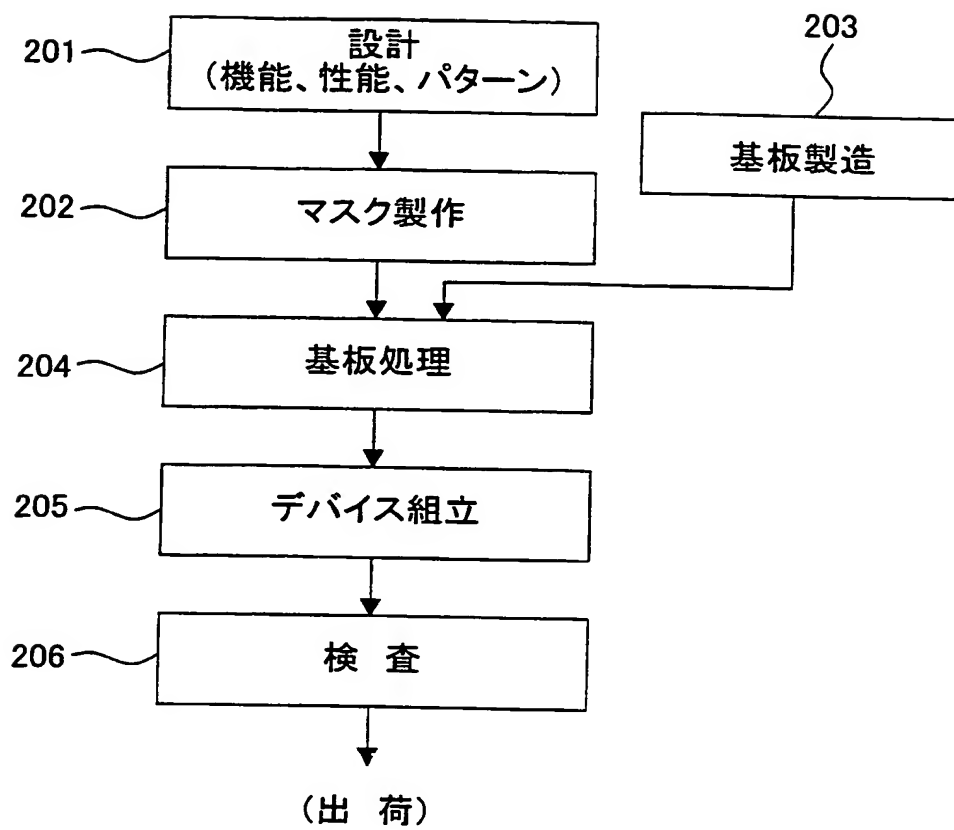 201
設計
（機能、性能、パターン）
203
基板製造
202
マスク製作
204
基板処理
205
デバイス組立
206
検 査
（出 荷）